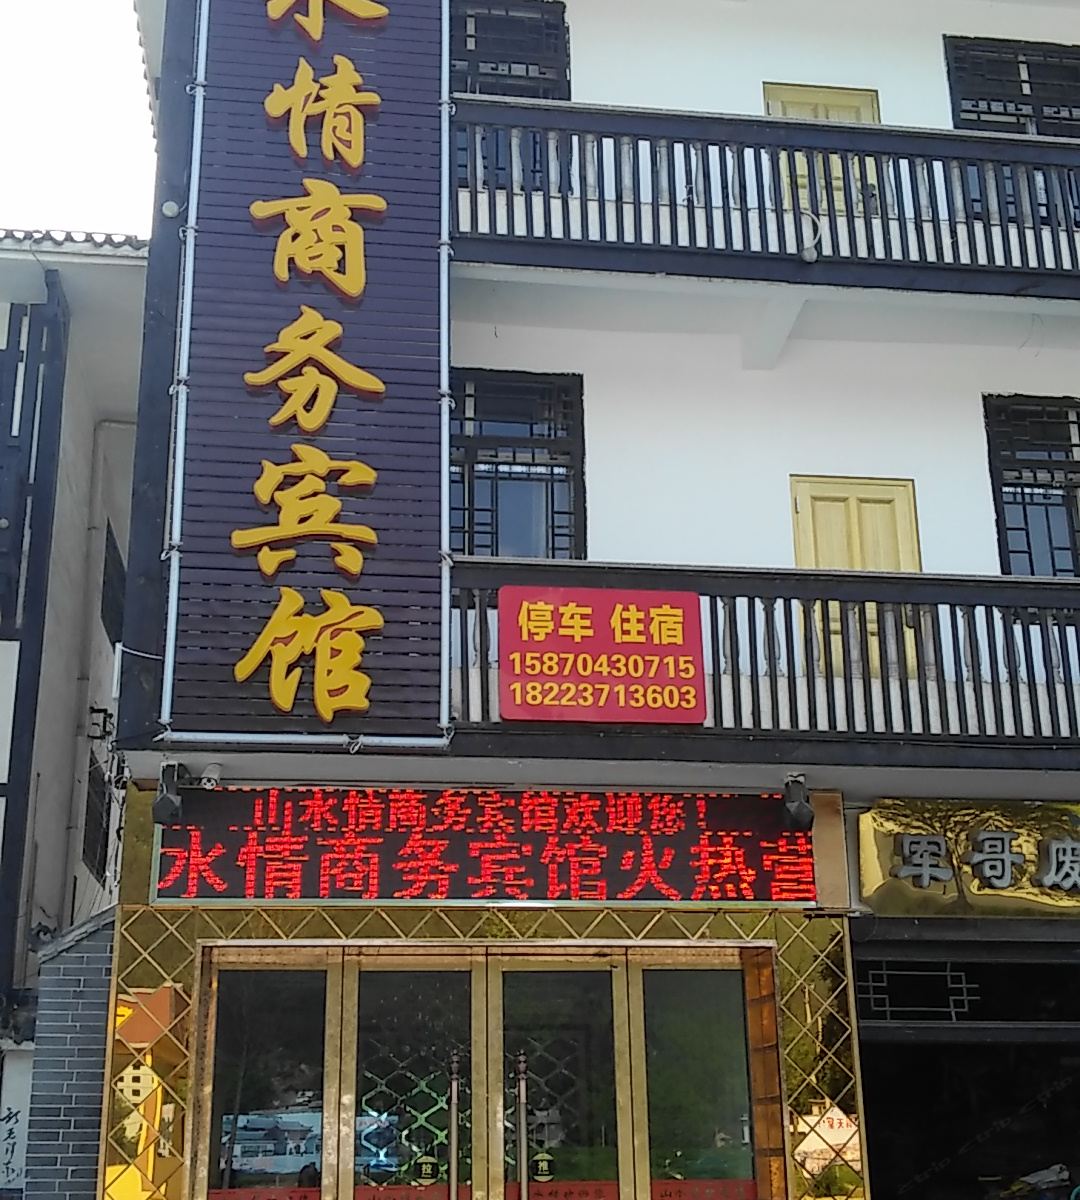 水情商务宾馆
停车 住宿
15870430715
18223713603
山水情商务宾馆欢迎您!
水情商务宾馆火热营
军哥废
拉
推